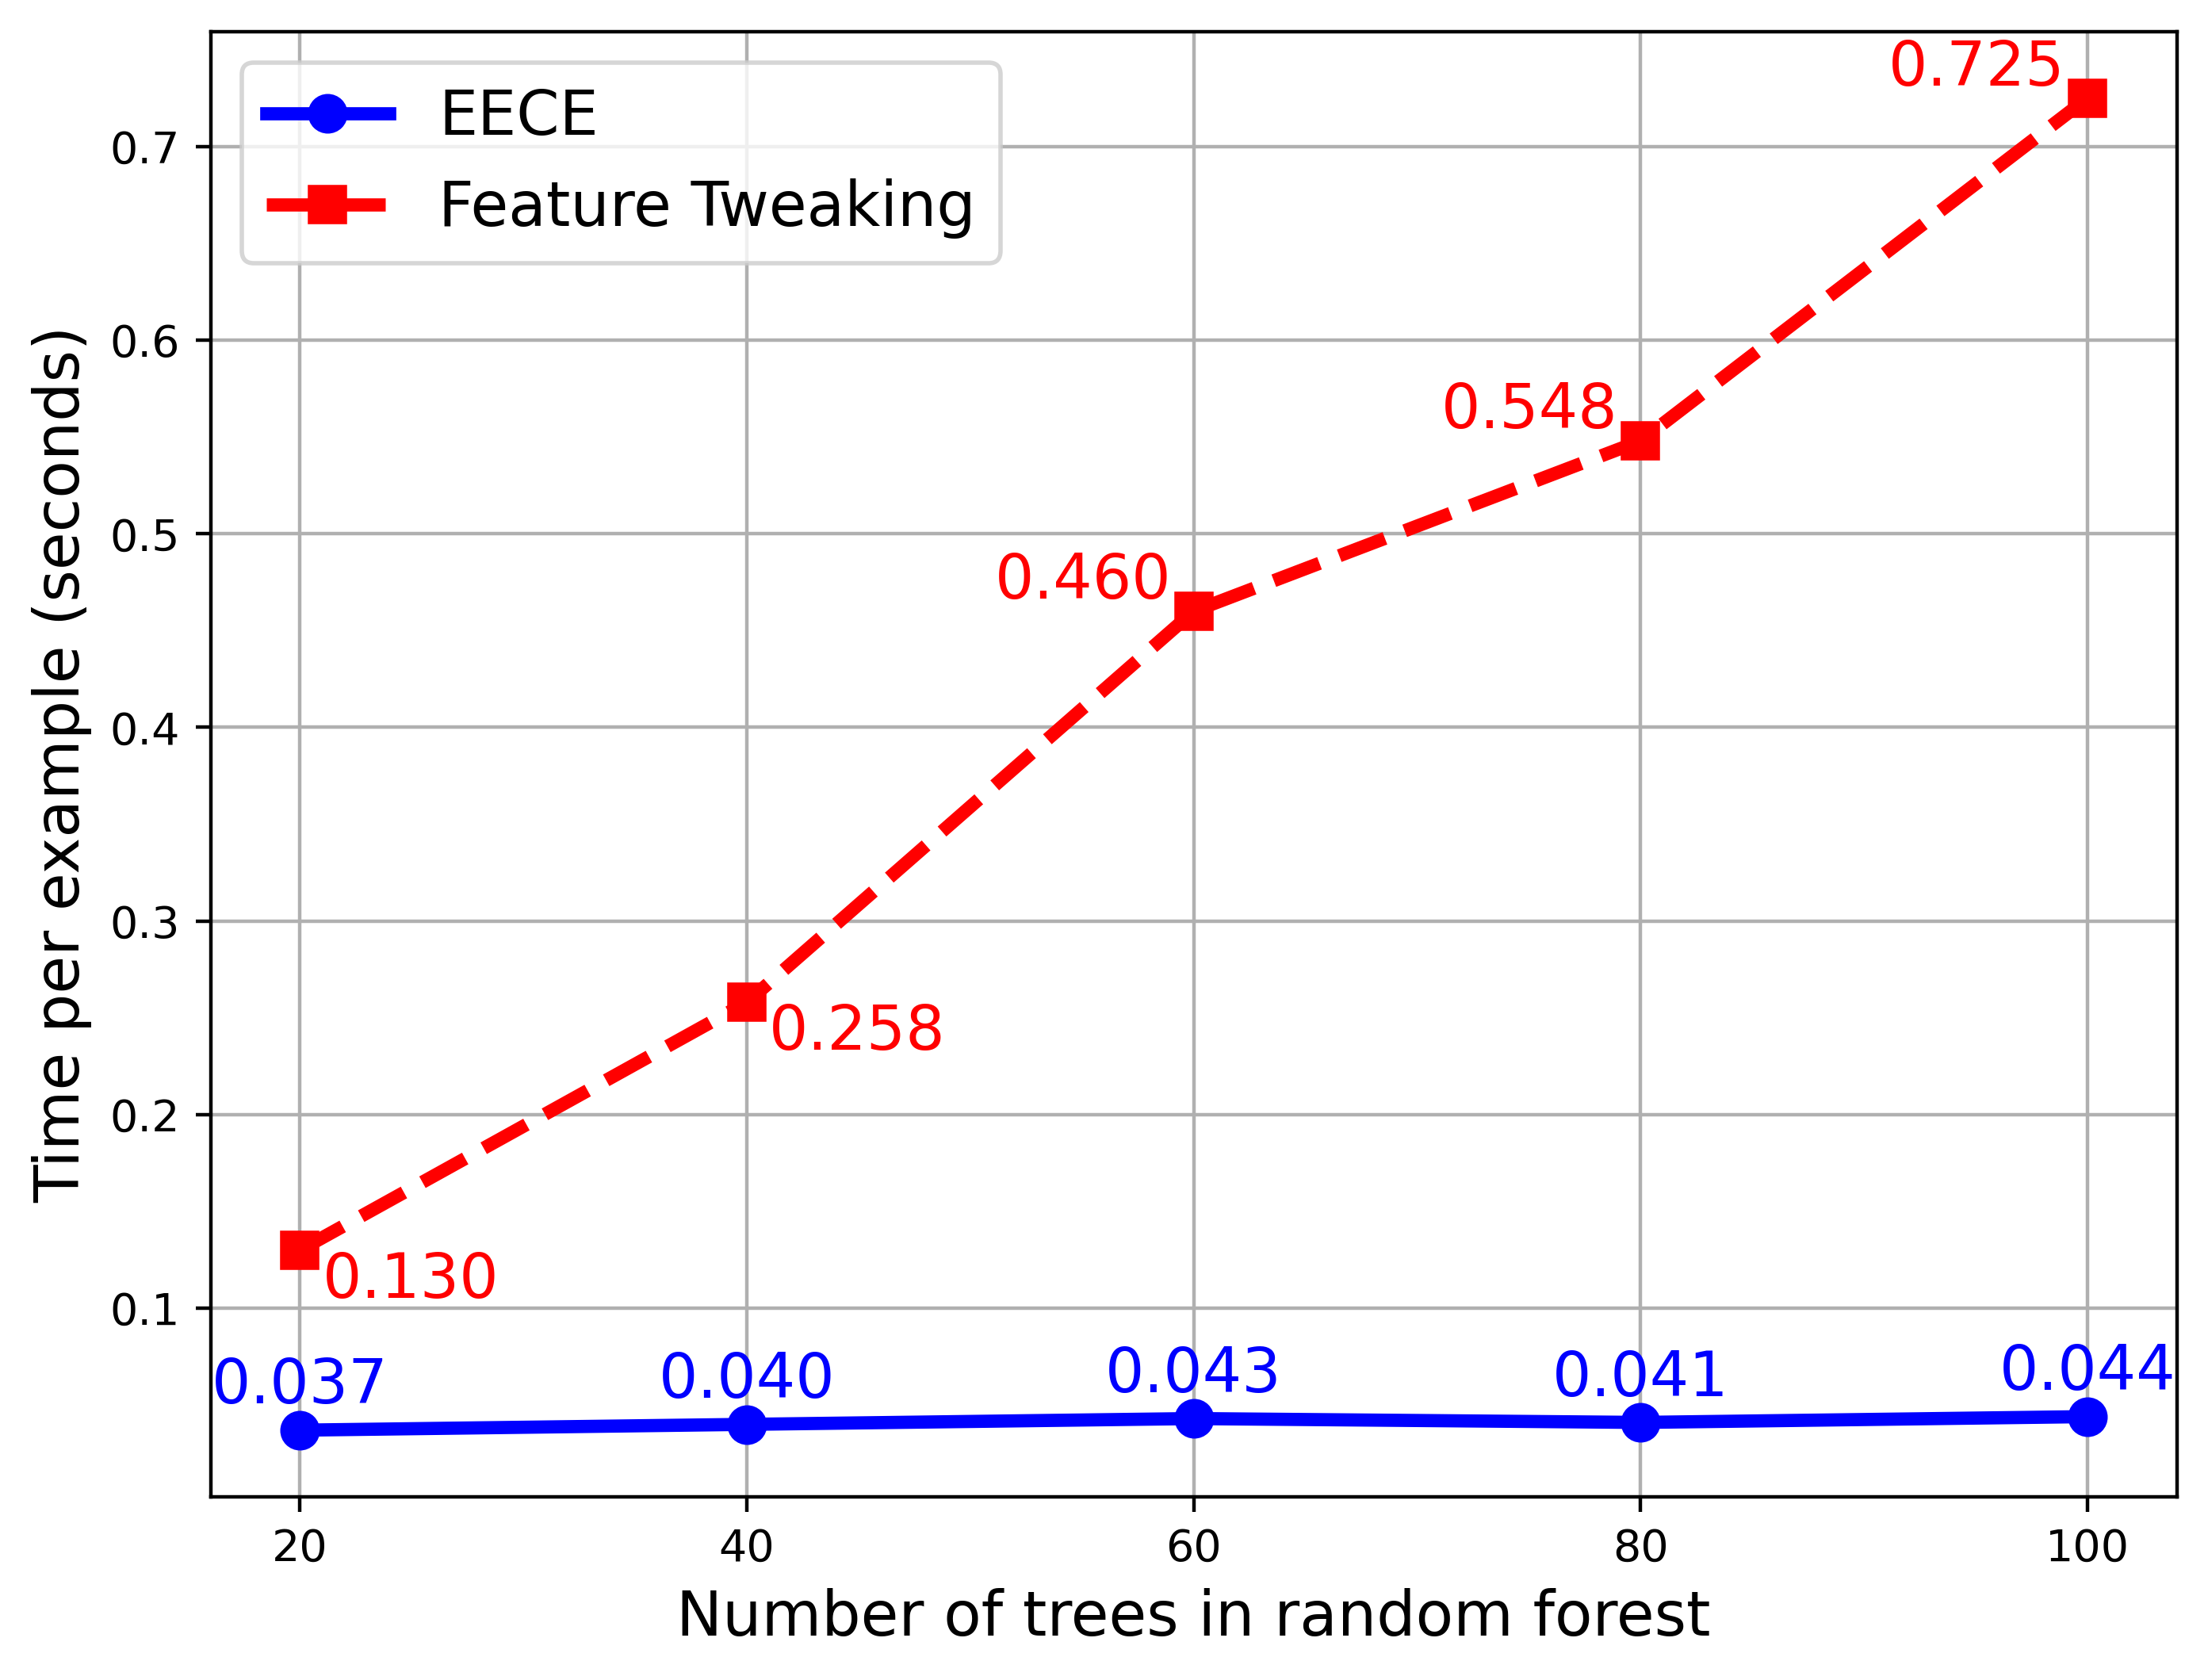 EECE
Feature Tweaking
0.725
0.7
0.6
0.548
0.5
0.460
0.4
0.3
0.258
0.2
0.130
0.1
0.037 0.040 0.043 0.041 0.044
20 40 60 80 100
Time per example (seconds)
Number of trees in random forest